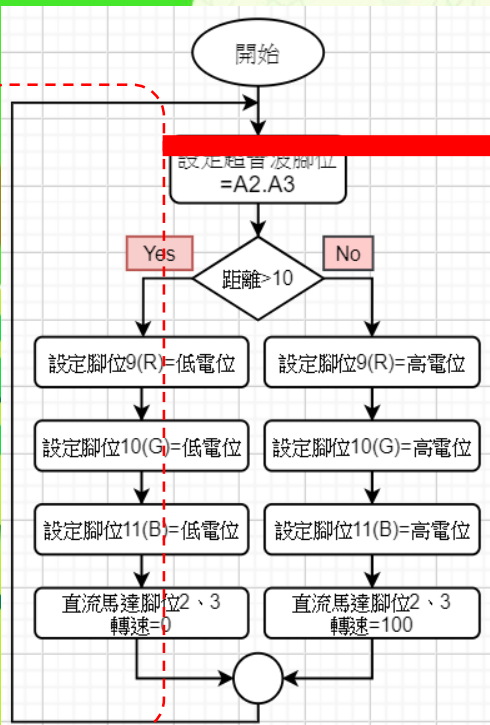 開始
設定超音波腳位
=A2.A3
Yes
No
距離>10
設定腳位9(R)=低電位
設定腳位9(R)=高電位
設定腳位10(G)=低電位
設定腳位10(G)=高電位
設定腳位11(B)=低電位
設定腳位11(B)=高電位
直流馬達腳位2、3
轉速=0
直流馬達腳位2、3
轉速=100